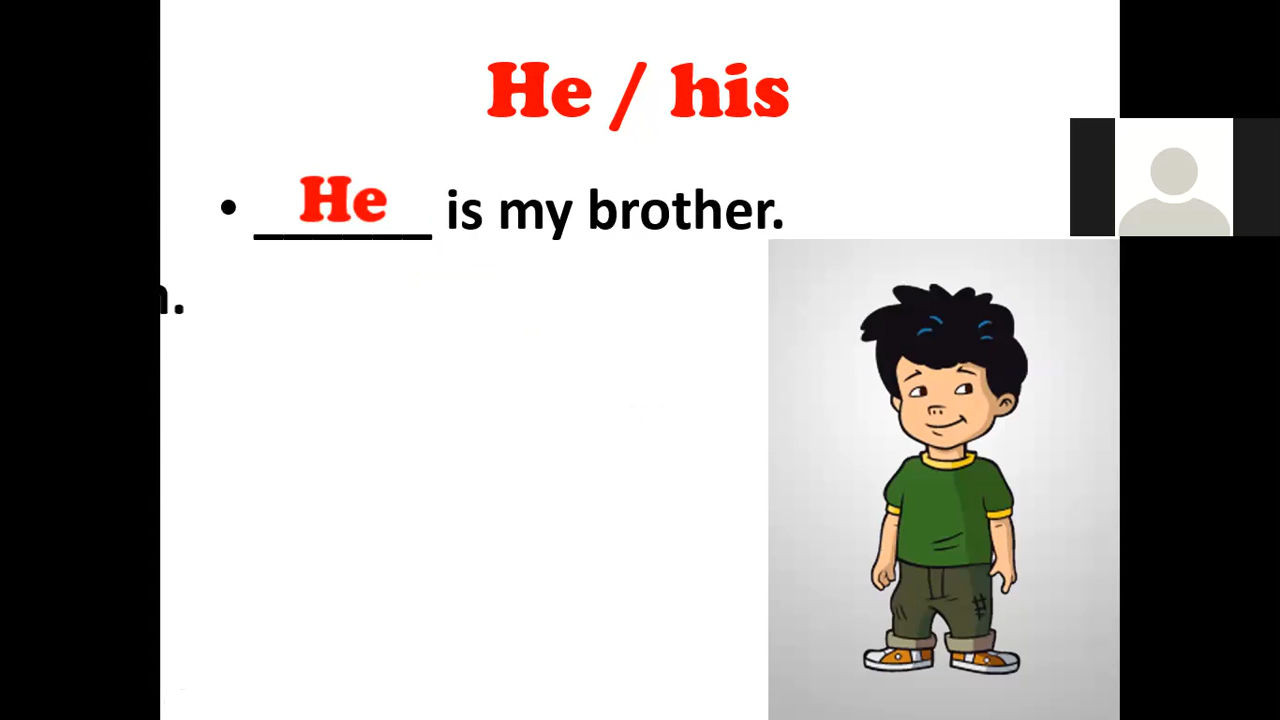 He / his
• He is my brother.